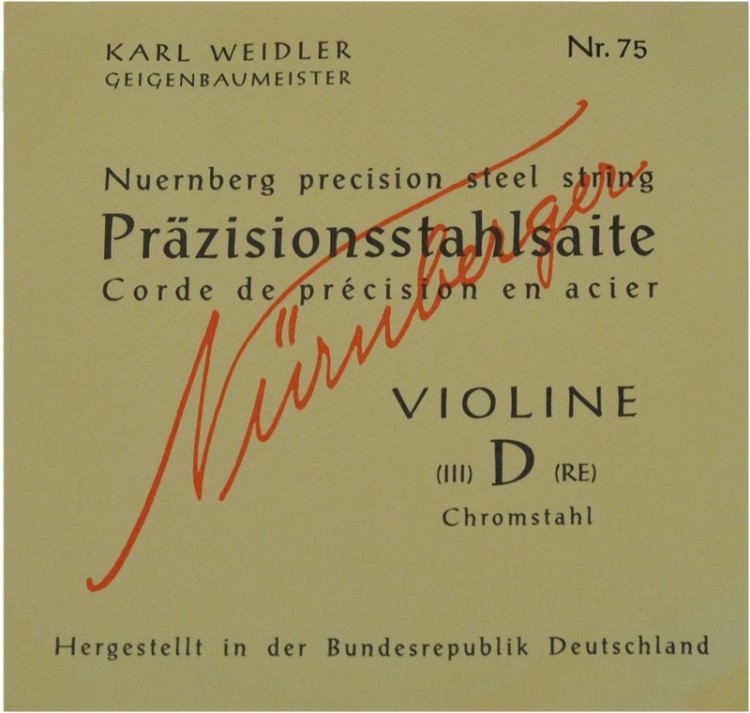 KARL WEIDLER
GEIGENBAUMEISTER
Nr. 75
Nuernberg precision steel string
Präzisionsstahlsaite
Corde de précision en acier
Nürnberger
VIOLINE
(III) D (RE)
Chromstahl
Hergestellt in der Bundesrepublik Deutschland